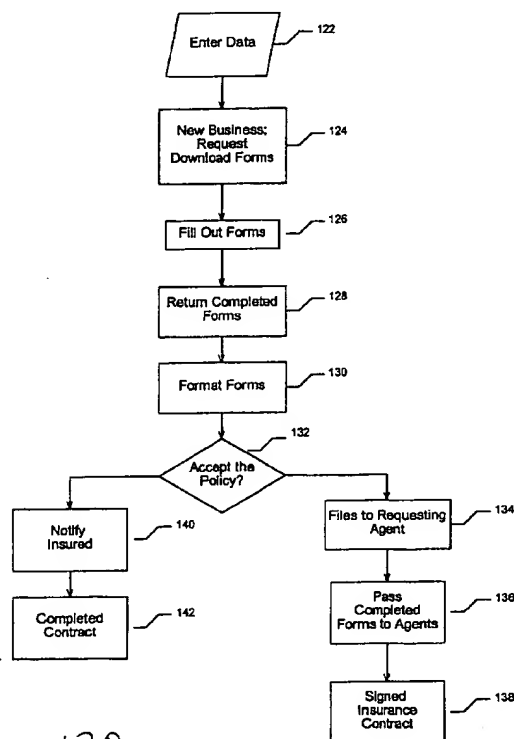 Enter Data
122
New Business;
Request
Download Forms
124
Fill Out Forms
126
Return Completed
Forms
128
Format Forms
130
132
Accept the
Policy?
Notify
Insured
140
Files to Requesting
Agent
134
Completed
Contract
142
Pass
Completed
Forms to Agents
136
Signed
Insurance
Contract
138